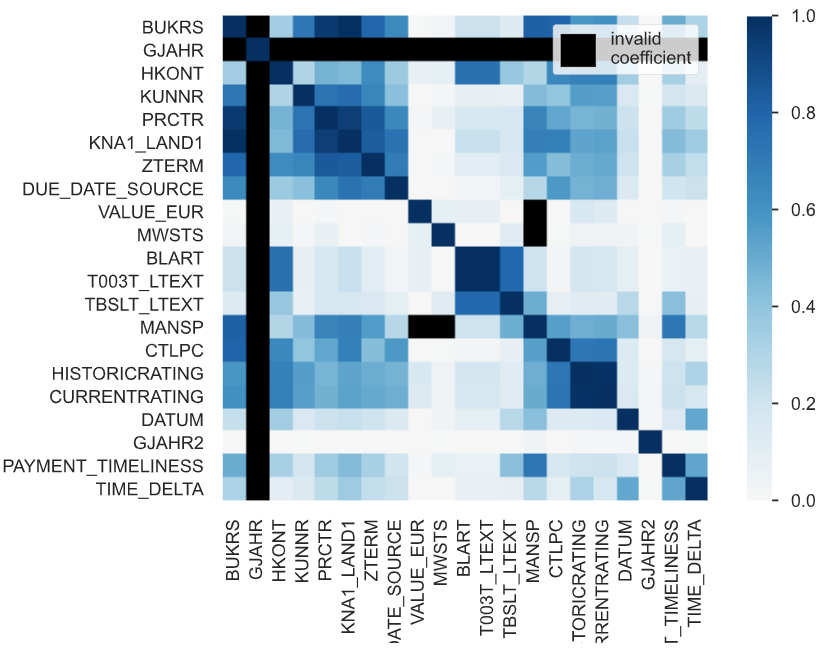 BUKRS
GJAHR
HKONT
KUNNR
PRCTR
KNA1_LAND1
ZTERM
DUE_DATE_SOURCE
VALUE_EUR
MWSTS
BLART
T003T_LTEXT
TBSLT_LTEXT
MANSP
CTLPC
HISTORICRATING
CURRENTRATING
DATUM
GJAHR2
PAYMENT_TIMELINESS
TIME_DELTA
invalid
coefficient
1.0
0.8
0.6
0.4
0.2
0.0
BUKRS
GJAHR
HKONT
KUNNR
PRCTR
KNA1_LAND1
ZTERM
DATE_SOURCE
VALUE_EUR
MWSTS
BLART
T003T_LTEXT
TBSLT_LTEXT
MANSP
CTLPC
TORICRATING
RRENTRATING
DATUM
GJAHR2
T_TIMELINESS
TIME_DELTA